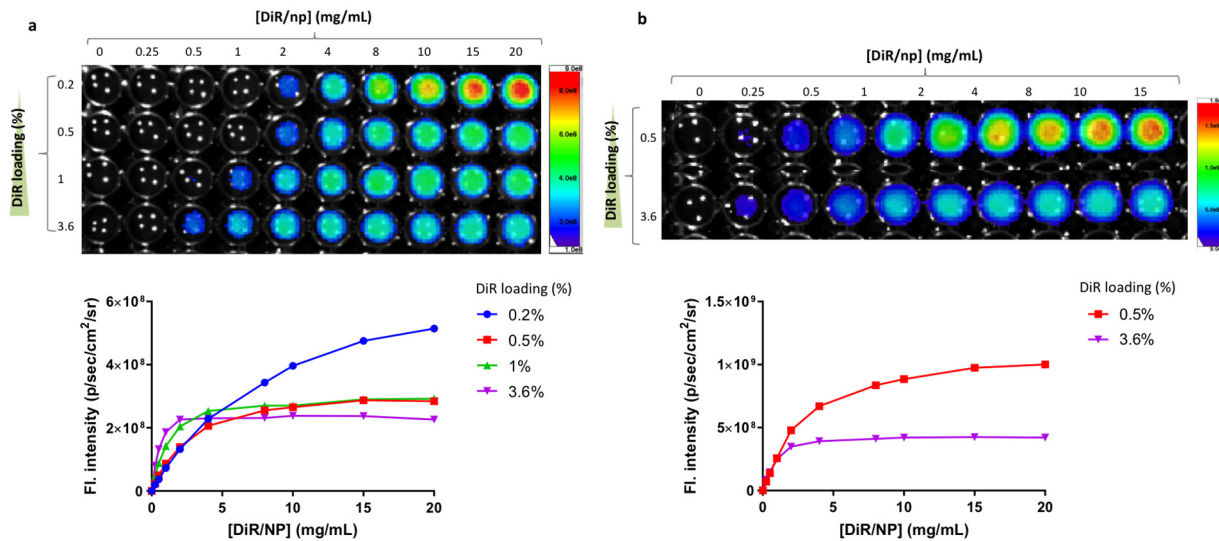 a
[DiR/np] (mg/mL)
0 0.25 0.5 1 2 4 8 10 15 20
DiR loading (%)
0.2
0.5
1
3.6
9.0e8
8.0e8
6.0e8
4.0e8
2.0e8
1.0e8
Fl. intensity (p/sec/cm²/sr)
6×10⁸
4×10⁸
2×10⁸
0
0 5 10 15 20
[DiR/NP] (mg/mL)
DiR loading (%)
0.2%
0.5%
1%
3.6%
b
[DiR/np] (mg/mL)
0 0.25 0.5 1 2 4 8 10 15
DiR loading (%)
0.5
3.6
Fl. intensity (p/sec/cm²/sr)
1.5×10⁹
1×10⁹
5×10⁸
0
0 5 10 15 20
[DiR/NP] (mg/mL)
DiR loading (%)
0.5%
3.6%